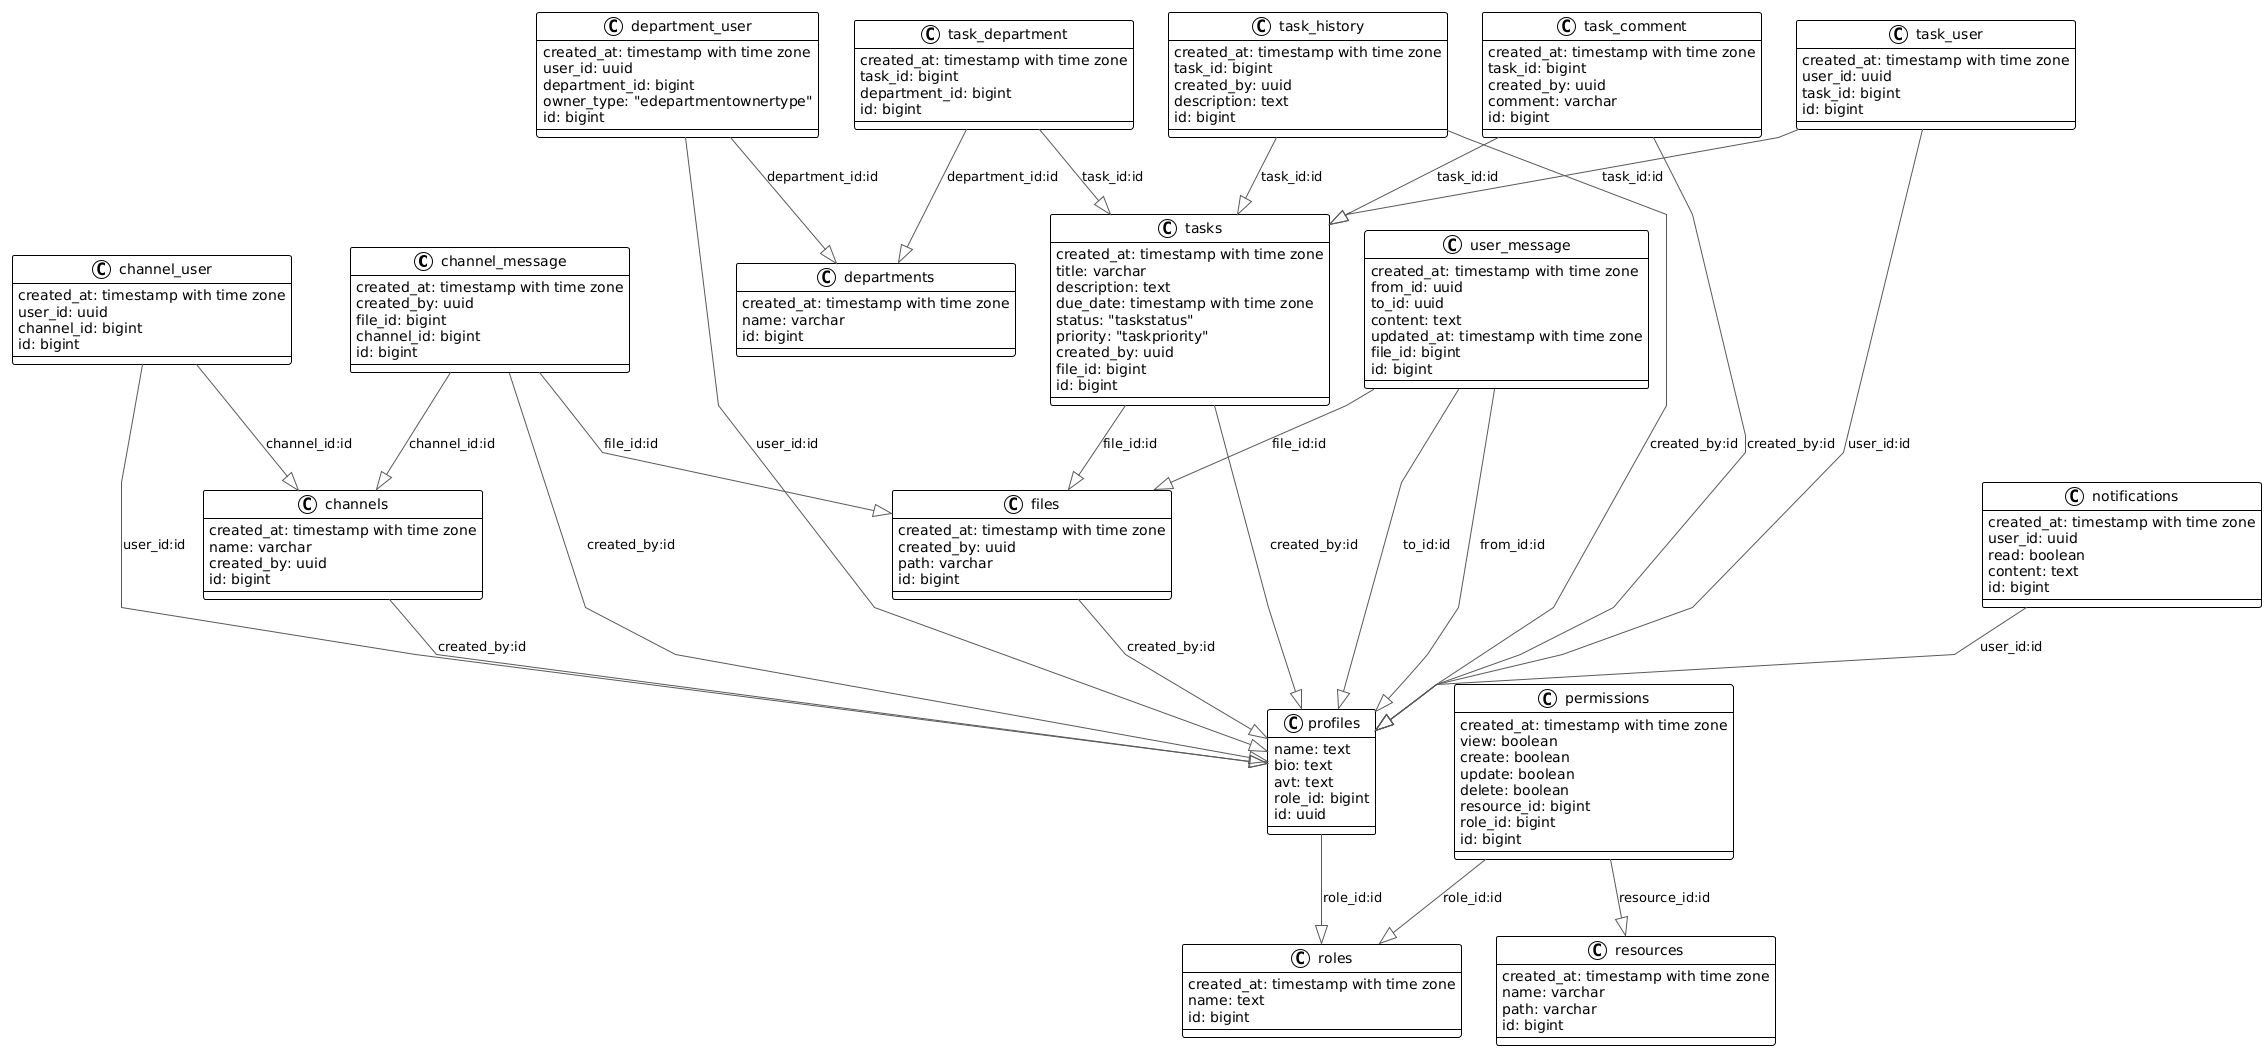 department_user
created_at: timestamp with time zone
user_id: uuid
department_id: bigint
owner_type: "edepartmentownertype"
id: bigint
task_department
created_at: timestamp with time zone
task_id: bigint
department_id: bigint
id: bigint
task_history
created_at: timestamp with time zone
task_id: bigint
created_by: uuid
description: text
id: bigint
task_comment
created_at: timestamp with time zone
task_id: bigint
created_by: uuid
comment: varchar
id: bigint
task_user
created_at: timestamp with time zone
user_id: uuid
task_id: bigint
id: bigint
department_id:id
department_id:id
task_id:id
task_id:id
task_id:id
task_id:id
channel_user
created_at: timestamp with time zone
user_id: uuid
channel_id: bigint
id: bigint
channel_message
created_at: timestamp with time zone
created_by: uuid
file_id: bigint
channel_id: bigint
id: bigint
departments
created_at: timestamp with time zone
name: varchar
id: bigint
tasks
created_at: timestamp with time zone
title: varchar
description: text
due_date: timestamp with time zone
status: "taskstatus"
priority: "taskpriority"
created_by: uuid
file_id: bigint
id: bigint
user_message
created_at: timestamp with time zone
from_id: uuid
to_id: uuid
content: text
updated_at: timestamp with time zone
file_id: bigint
id: bigint
channel_id:id
channel_id:id
file_id:id
user_id:id
file_id:id
file_id:id
created_by:id
created_by:id
user_id:id
channels
created_at: timestamp with time zone
name: varchar
created_by: uuid
id: bigint
files
created_at: timestamp with time zone
created_by: uuid
path: varchar
id: bigint
notifications
created_at: timestamp with time zone
user_id: uuid
read: boolean
content: text
id: bigint
user_id:id
created_by:id
created_by:id
to_id:id
from_id:id
created_by:id
created_by:id
user_id:id
profiles
name: text
bio: text
avt: text
role_id: bigint
id: uuid
permissions
created_at: timestamp with time zone
view: boolean
create: boolean
update: boolean
delete: boolean
resource_id: bigint
role_id: bigint
id: bigint
role_id:id
role_id:id
resource_id:id
roles
created_at: timestamp with time zone
name: text
id: bigint
resources
created_at: timestamp with time zone
name: varchar
path: varchar
id: bigint